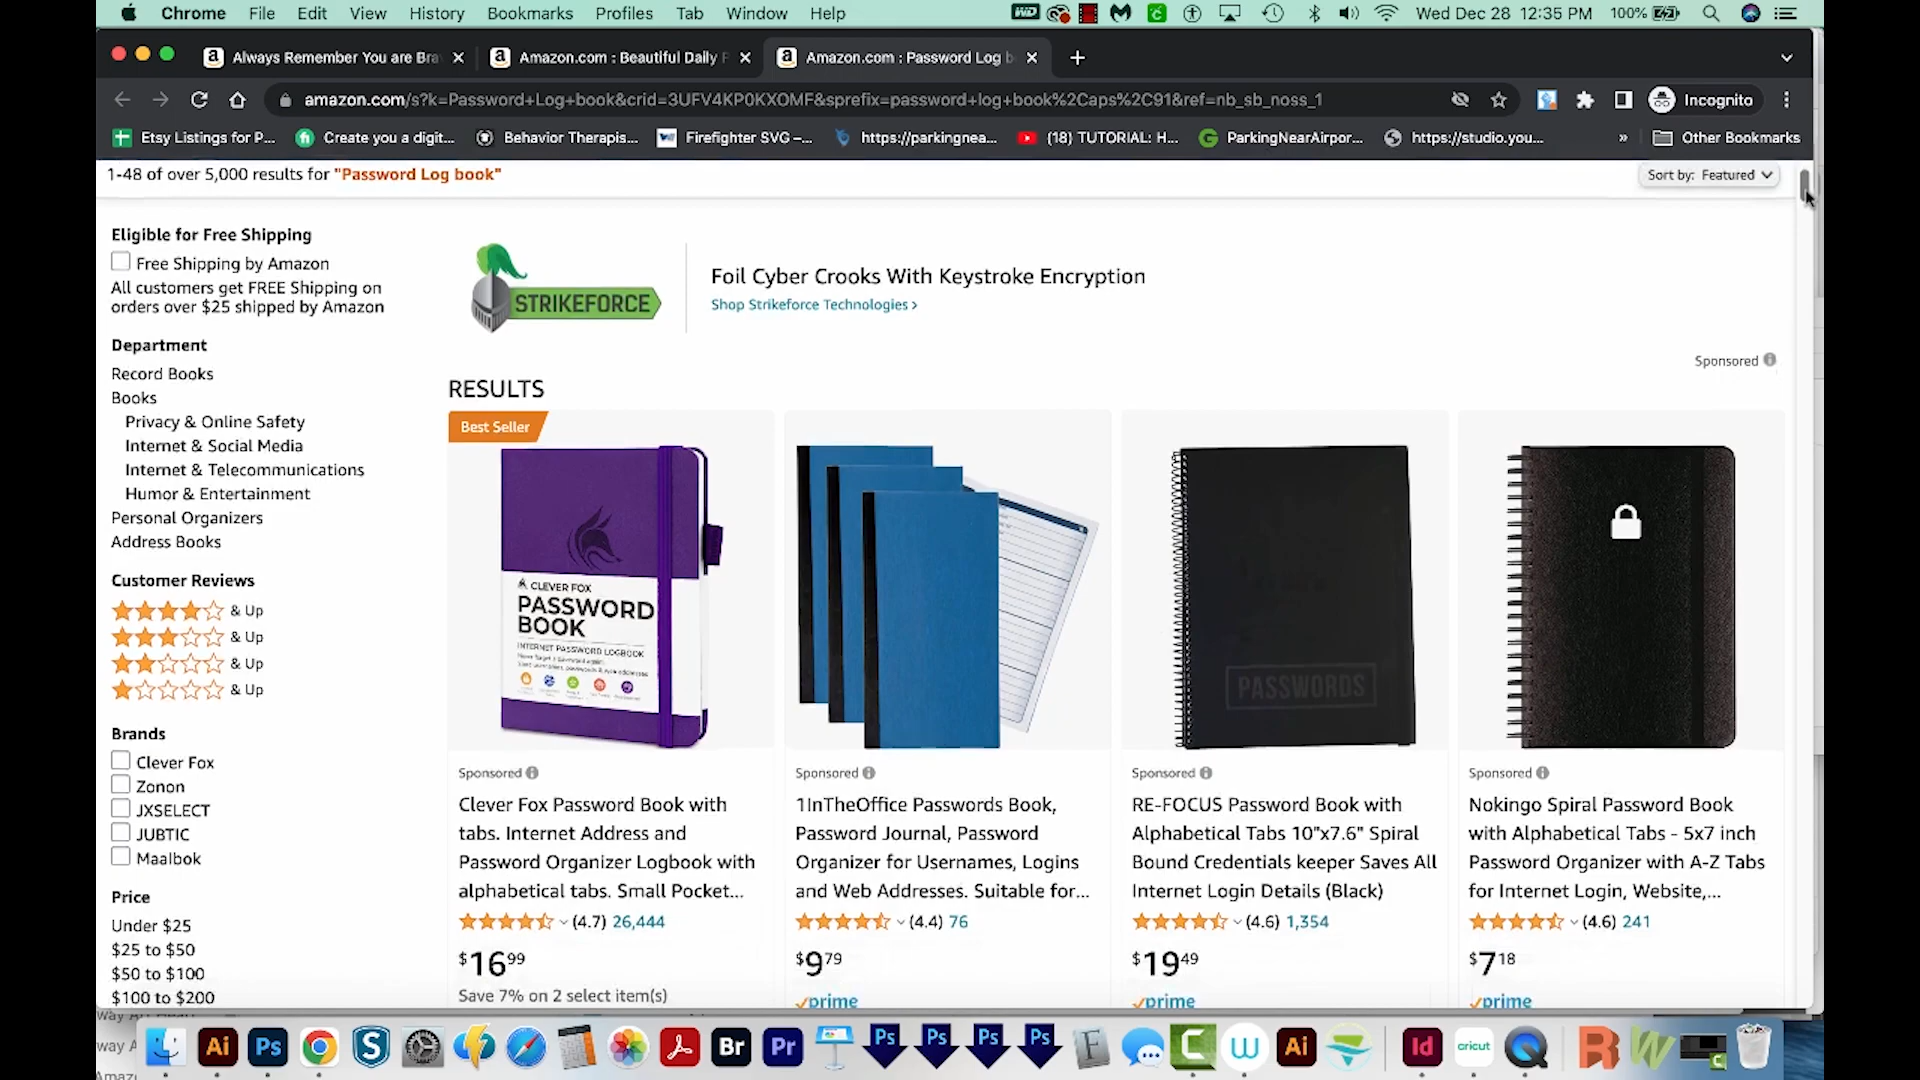 Chrome File Edit View History Bookmarks Profiles Tab Window Help
Wed Dec 28 12:35 PM 100%
Always Remember You are Bra
Amazon.com : Beautiful Daily P
Amazon.com : Password Log b
amazon.com/s?k=Password+Log+book&crid=3UFV4KP0KXOMF&sprefix=password+log+book%2Caps%2C91&ref=nb_sb_noss_1
Incognito
Etsy Listings for P...
Create you a digit...
Behavior Therapis...
Firefighter SVG –...
https://parkingnea...
(18) TUTORIAL: H...
ParkingNearAirpor...
https://studio.you...
»
Other Bookmarks
1-48 of over 5,000 results for "Password Log book"
Sort by: Featured
Eligible for Free Shipping
Free Shipping by Amazon
All customers get FREE Shipping on
orders over $25 shipped by Amazon
Department
Record Books
Books
Privacy & Online Safety
Internet & Social Media
Internet & Telecommunications
Humor & Entertainment
Personal Organizers
Address Books
Customer Reviews
& Up
& Up
& Up
& Up
Brands
Clever Fox
Zonon
JXSELECT
JUBTIC
Maalbok
Price
Under $25
$25 to $50
$50 to $100
$100 to $200
STRIKEFORCE
Foil Cyber Crooks With Keystroke Encryption
Shop Strikeforce Technologies ›
Sponsored
RESULTS
Best Seller
CLEVER FOX
PASSWORD
BOOK
INTERNET PASSWORD LOGBOOK
Sponsored
Clever Fox Password Book with
tabs. Internet Address and
Password Organizer Logbook with
alphabetical tabs. Small Pocket...
(4.7) 26,444
$16.99
Save 7% on 2 select item(s)
Sponsored
1InTheOffice Passwords Book,
Password Journal, Password
Organizer for Usernames, Logins
and Web Addresses. Suitable for...
(4.4) 76
$9.79
prime
PASSWORDS
Sponsored
RE-FOCUS Password Book with
Alphabetical Tabs 10"x7.6" Spiral
Bound Credentials keeper Saves All
Internet Login Details (Black)
(4.6) 1,354
$19.49
prime
Sponsored
Nokingo Spiral Password Book
with Alphabetical Tabs - 5x7 inch
Password Organizer with A-Z Tabs
for Internet Login, Website,...
(4.6) 241
$7.18
prime
Ai Ps S Br Pr Ps Ps Ps Ps F C Ai Id cricut